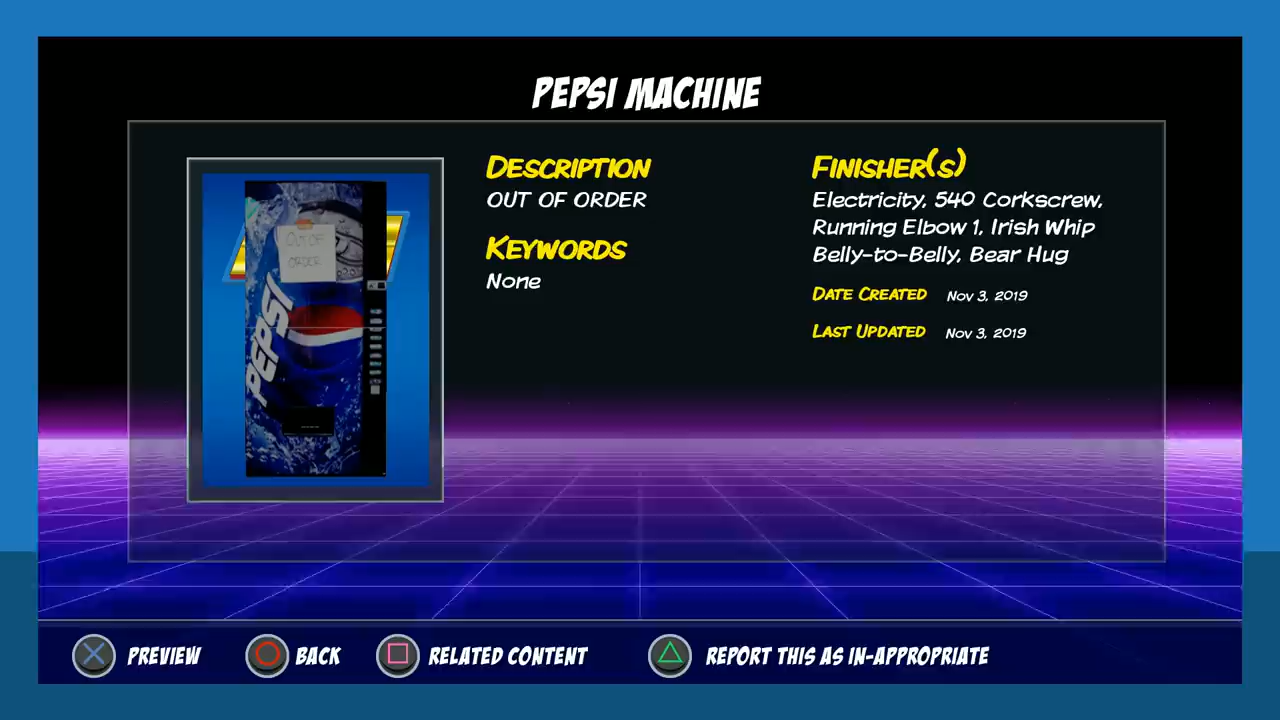 PEPSI MACHINE
DESCRIPTION
OUT OF ORDER
KEYWORDS
None
FINISHER(S)
Electricity, 540 Corkscrew,
Running Elbow 1, Irish Whip
Belly-to-Belly, Bear Hug
DATE CREATED Nov 3, 2019
LAST UPDATED Nov 3, 2019
OUT OF
ORDER
PEPSI
PREVIEW BACK RELATED CONTENT REPORT THIS AS IN-APPROPRIATE